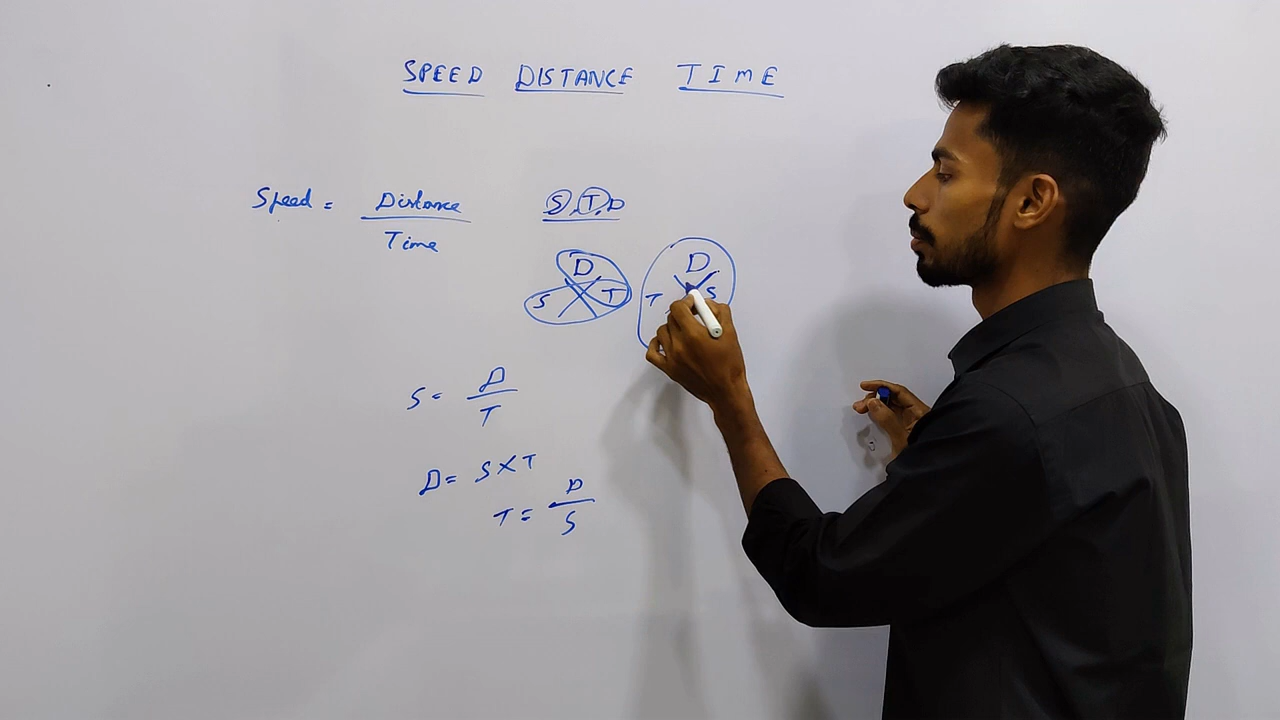 SPEED DISTANCE TIME
Speed = Distance
Time
S,T,D
D
S T
D
T S
S = D
T
D = S X T
T = D
S